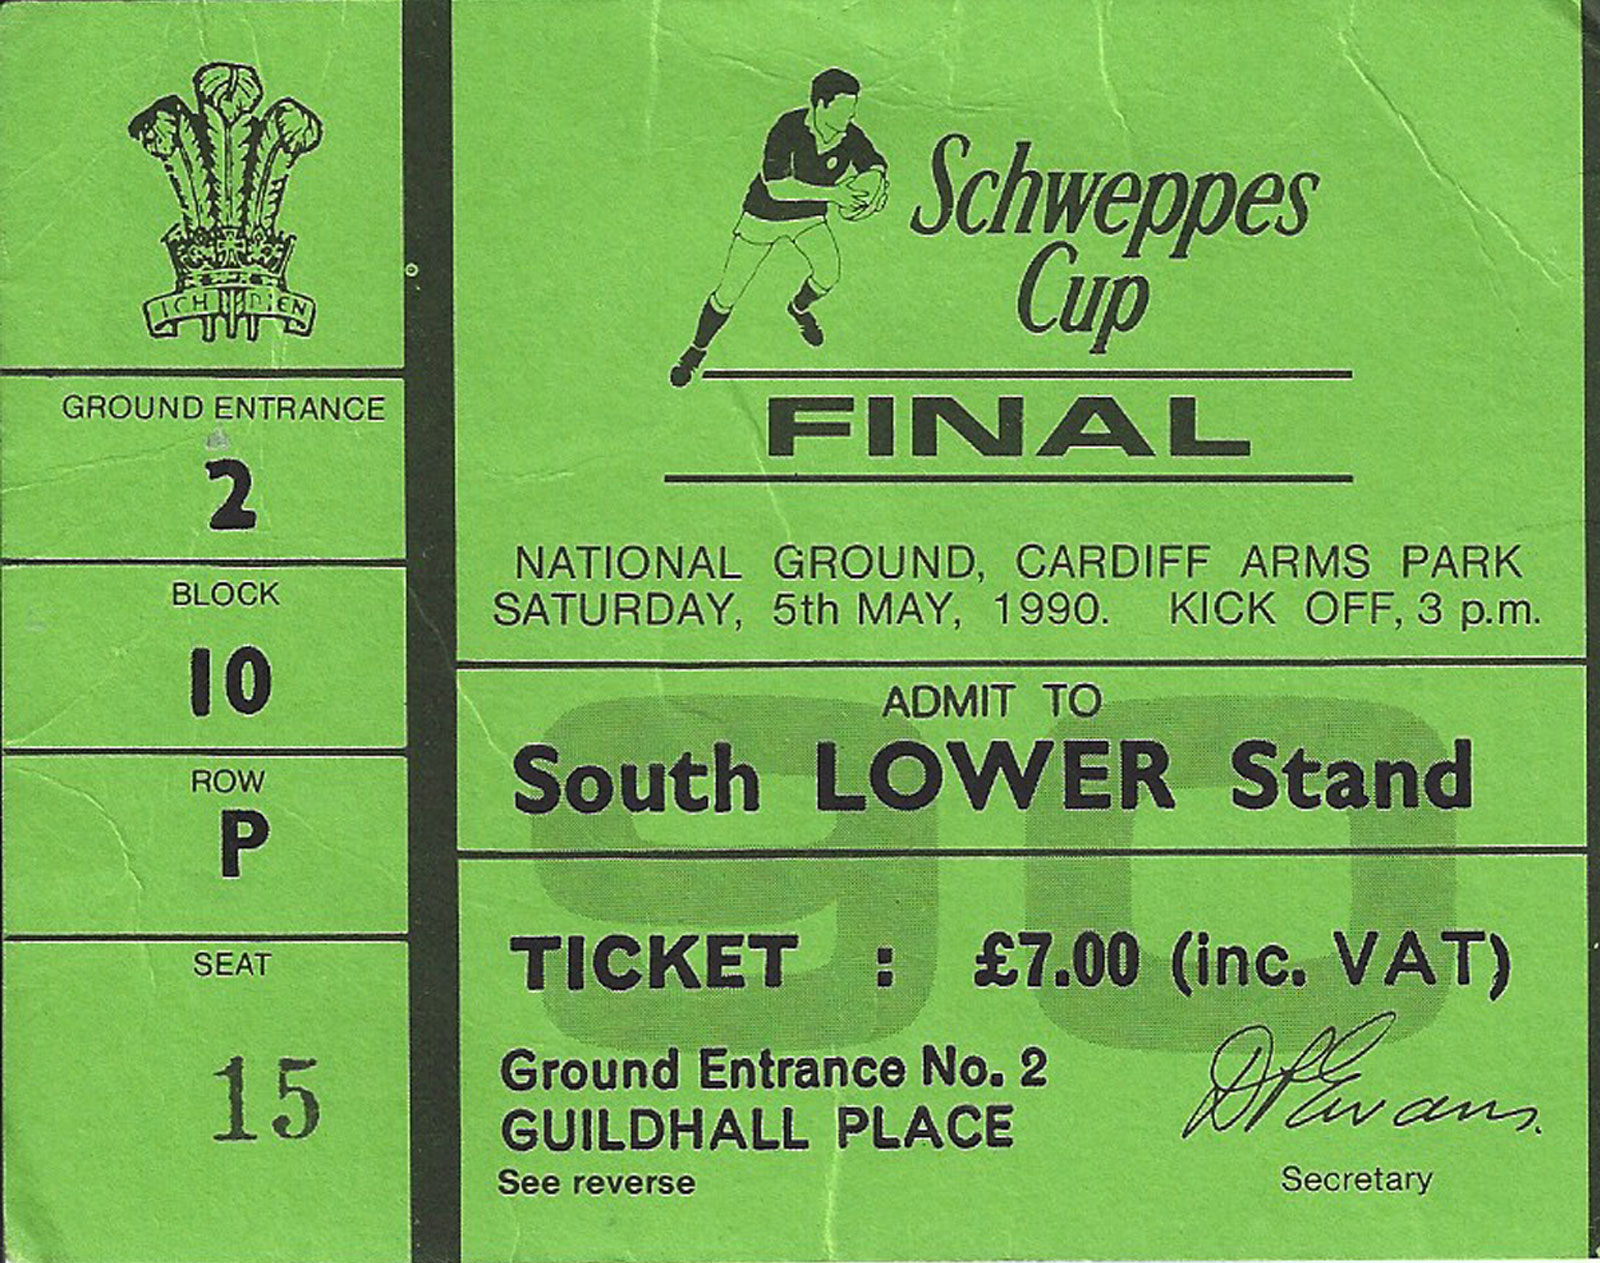 ICH DIEN
GROUND ENTRANCE
2
BLOCK
10
ROW
P
SEAT
15
Schweppes
Cup
FINAL
NATIONAL GROUND, CARDIFF ARMS PARK
SATURDAY, 5th MAY, 1990. KICK OFF, 3 p.m.
90
ADMIT TO
South LOWER Stand
TICKET : £7.00 (inc. VAT)
Ground Entrance No. 2
GUILDHALL PLACE
See reverse
D P Evans.
Secretary